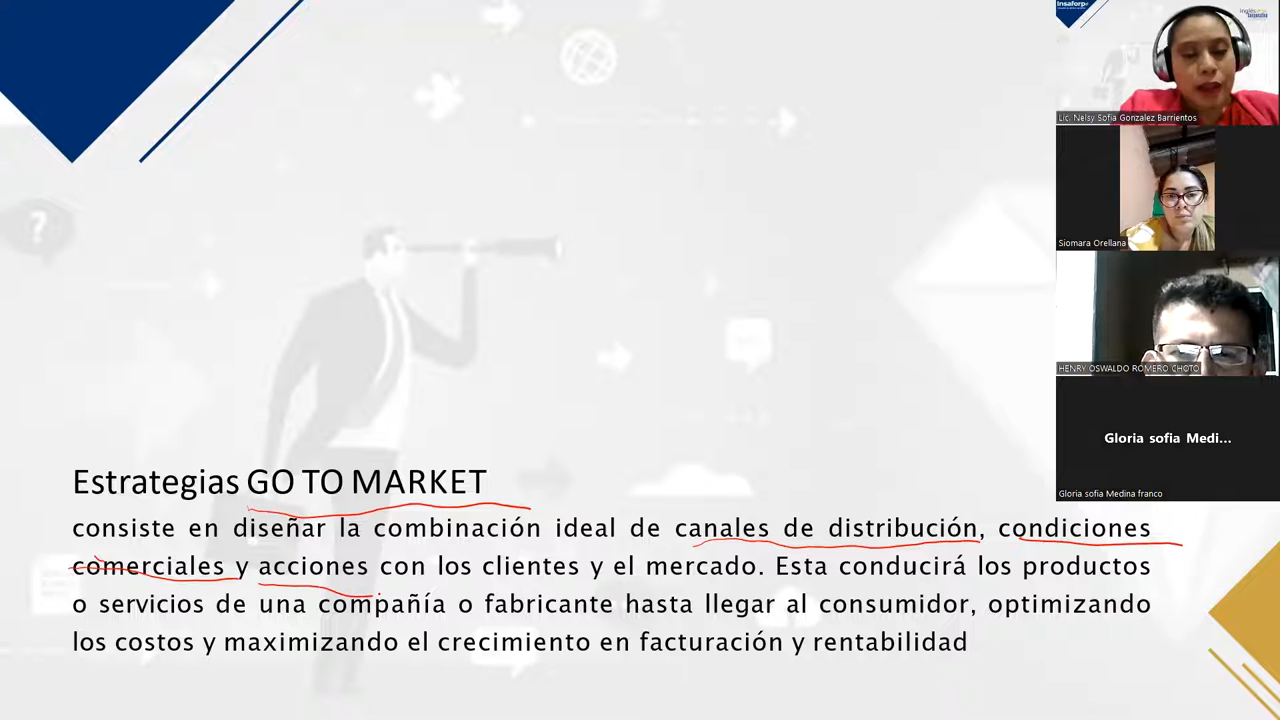 Estrategias GO TO MARKET
consiste en diseñar la combinación ideal de canales de distribución, condiciones
comerciales y acciones con los clientes y el mercado. Esta conducirá los productos
o servicios de una compañía o fabricante hasta llegar al consumidor, optimizando
los costos y maximizando el crecimiento en facturación y rentabilidad
?
Insaforp
Lic. Nelsy Sofia Gonzalez Barrientos
Siomara Orellana
HENRY OSWALDO ROMERO CHOTO
Gloria sofia Medi...
Gloria sofia Medina franco